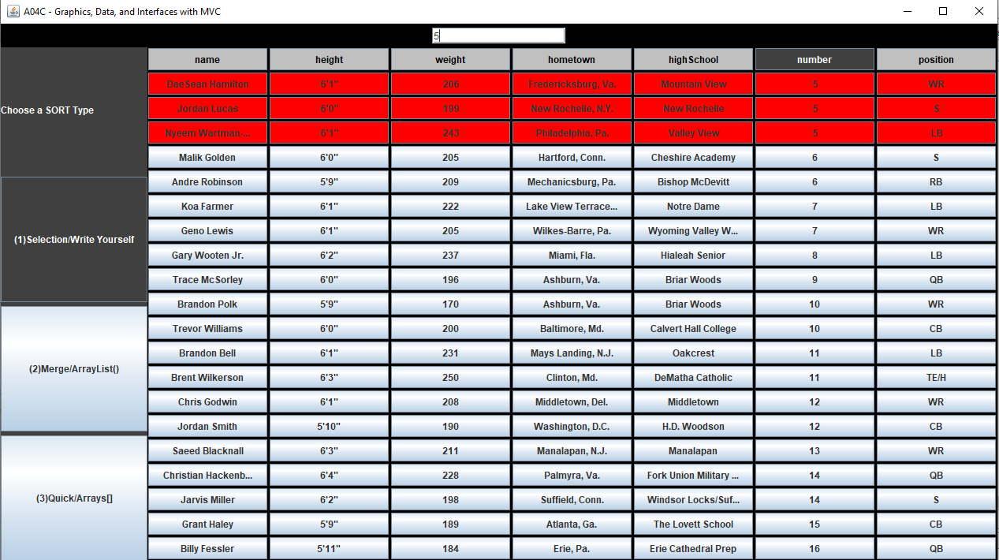 A04C - Graphics, Data, and Interfaces with MVC
5
name height weight hometown highSchool number position
DaeSean Hamilton 6'1" 206 Fredericksburg, Va. Mountain View 5 WR
Jordan Lucas 6'0" 199 New Rochelle, N.Y. New Rochelle 5 S
Nyeem Wartman-... 6'1" 243 Philadelphia, Pa. Valley View 5 LB
Malik Golden 6'0" 205 Hartford, Conn. Cheshire Academy 6 S
Andre Robinson 5'9" 209 Mechanicsburg, Pa. Bishop McDevitt 6 RB
Koa Farmer 6'1" 222 Lake View Terrace... Notre Dame 7 LB
Geno Lewis 6'1" 205 Wilkes-Barre, Pa. Wyoming Valley W... 7 WR
Gary Wooten Jr. 6'2" 237 Miami, Fla. Hialeah Senior 8 LB
Trace McSorley 6'0" 196 Ashburn, Va. Briar Woods 9 QB
Brandon Polk 5'9" 170 Ashburn, Va. Briar Woods 10 WR
Trevor Williams 6'0" 200 Baltimore, Md. Calvert Hall College 10 CB
Brandon Bell 6'1" 231 Mays Landing, N.J. Oakcrest 11 LB
Brent Wilkerson 6'3" 250 Clinton, Md. DeMatha Catholic 11 TE/H
Chris Godwin 6'1" 208 Middletown, Del. Middletown 12 WR
Jordan Smith 5'10" 190 Washington, D.C. H.D. Woodson 12 CB
Saeed Blacknall 6'3" 211 Manalapan, N.J. Manalapan 13 WR
Christian Hackenb... 6'4" 228 Palmyra, Va. Fork Union Military ... 14 QB
Jarvis Miller 6'2" 198 Suffield, Conn. Windsor Locks/Suf... 14 S
Grant Haley 5'9" 189 Atlanta, Ga. The Lovett School 15 CB
Billy Fessler 5'11" 184 Erie, Pa. Erie Cathedral Prep 16 QB
Choose a SORT Type
(1)Selection/Write Yourself
(2)Merge/ArrayList()
(3)Quick/Arrays[]